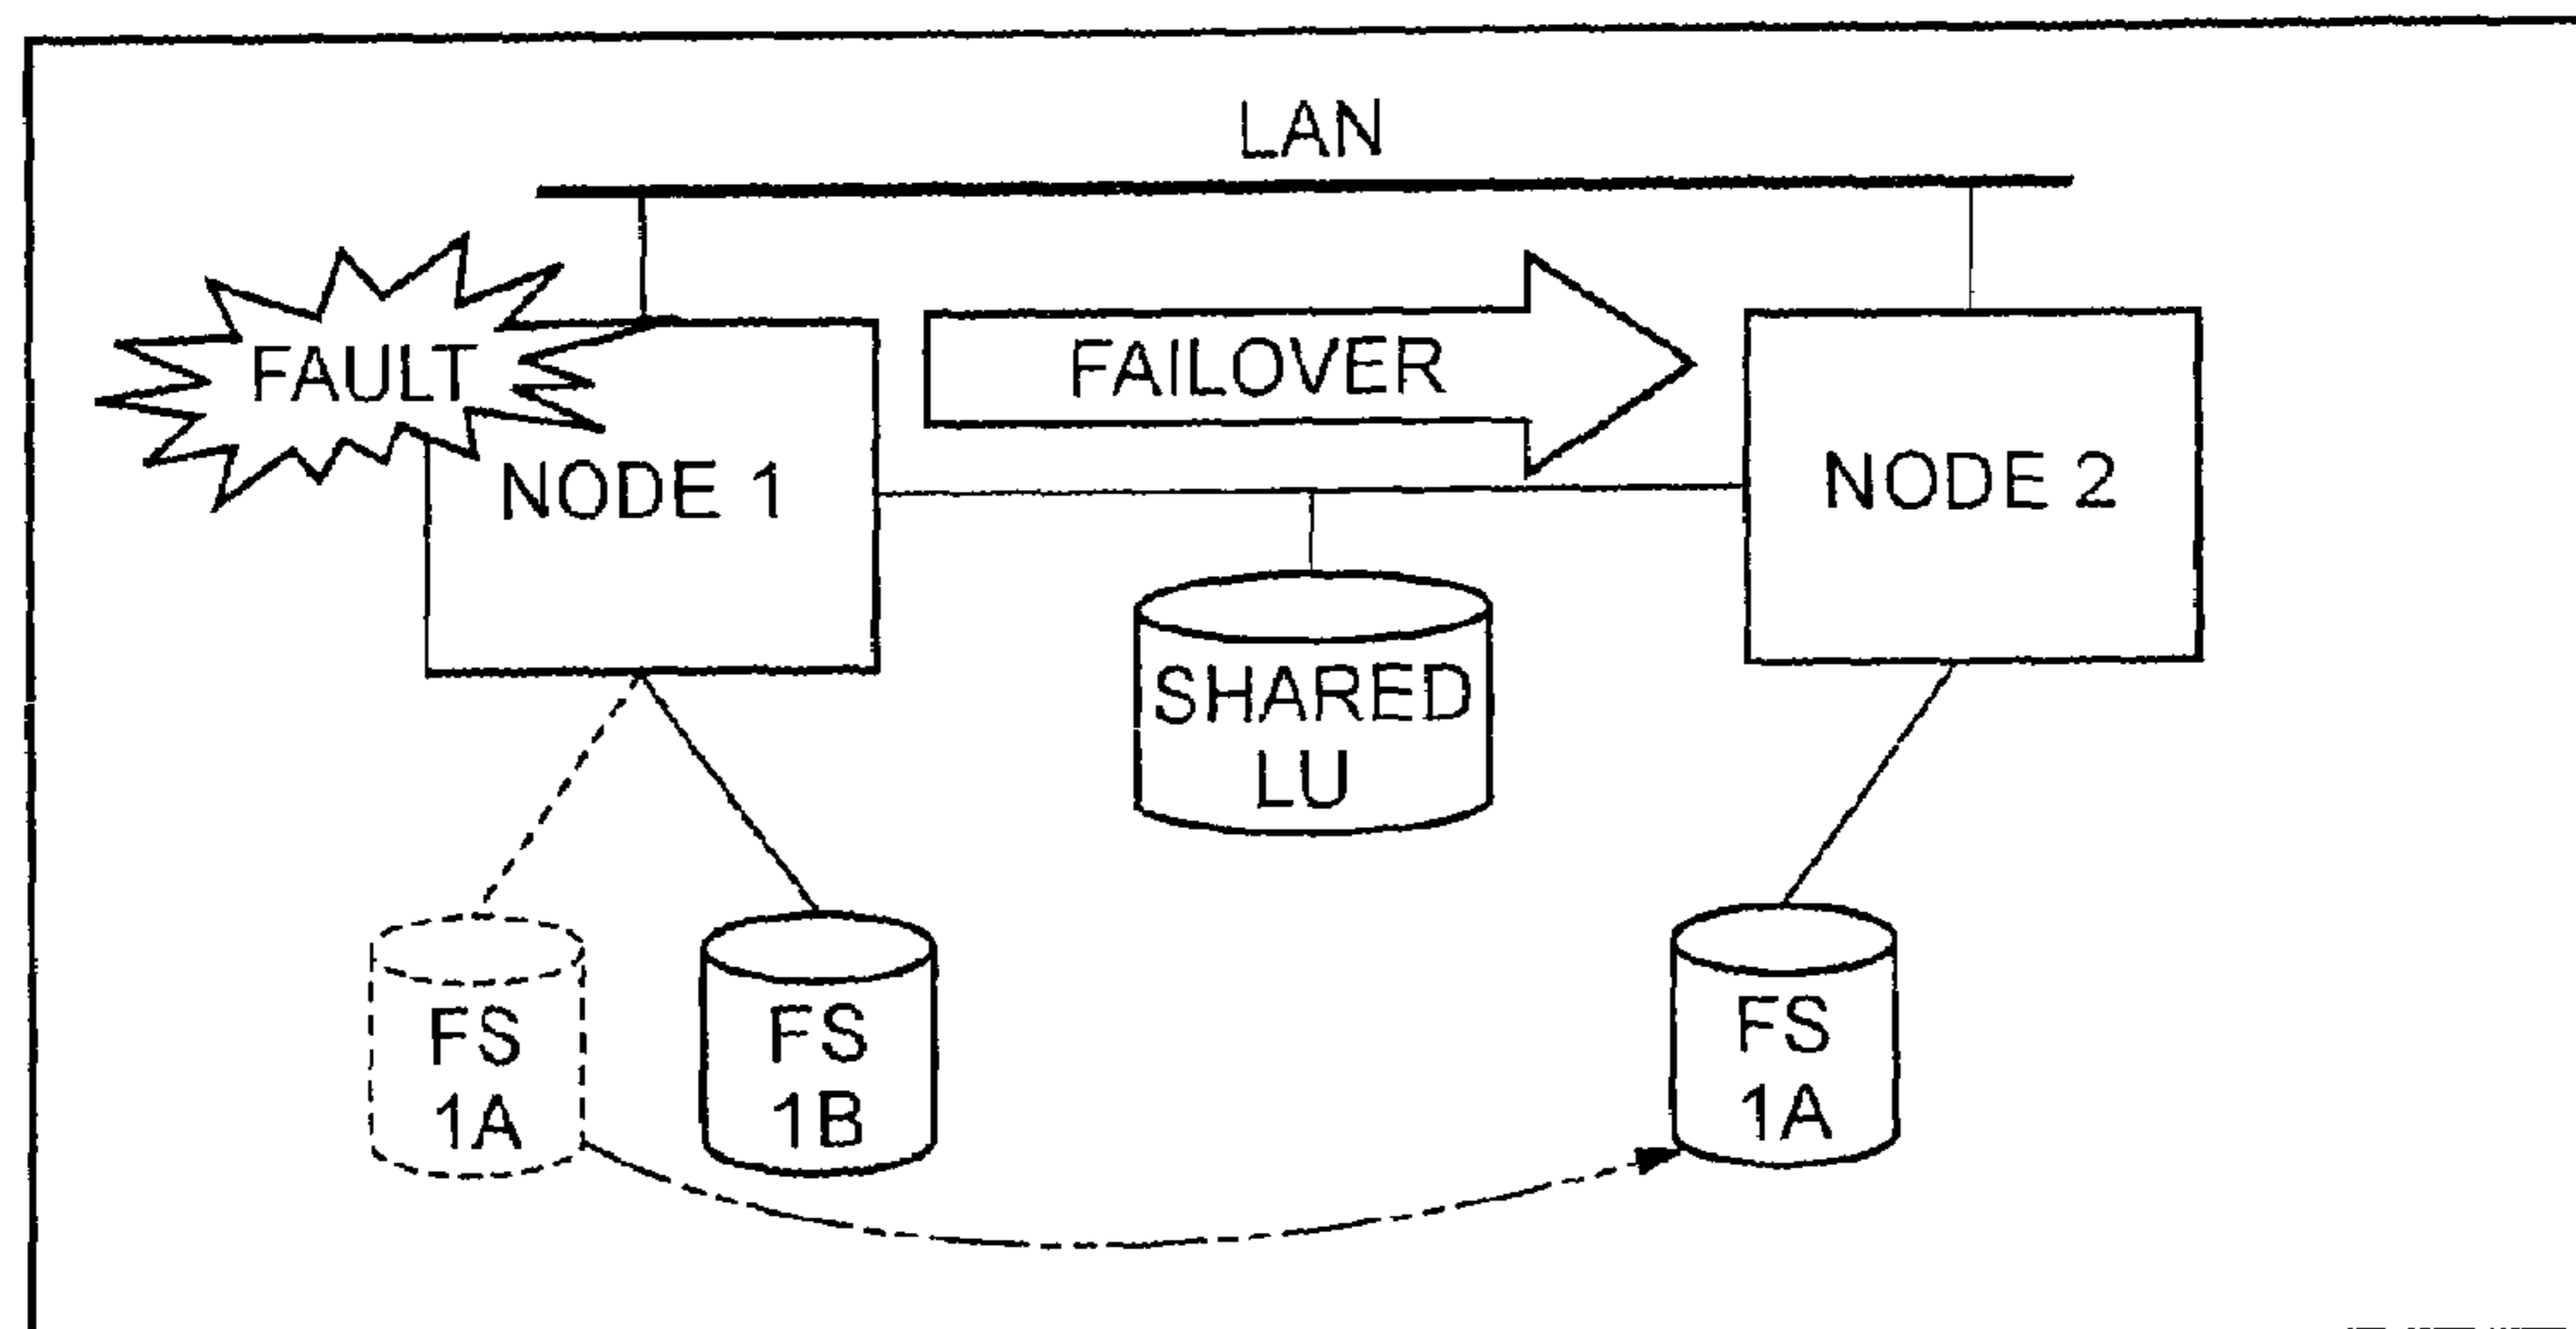 LAN
FAULT
FAILOVER
NODE 1
NODE 2
SHARED
LU
FS
1A
FS
1B
FS
1A